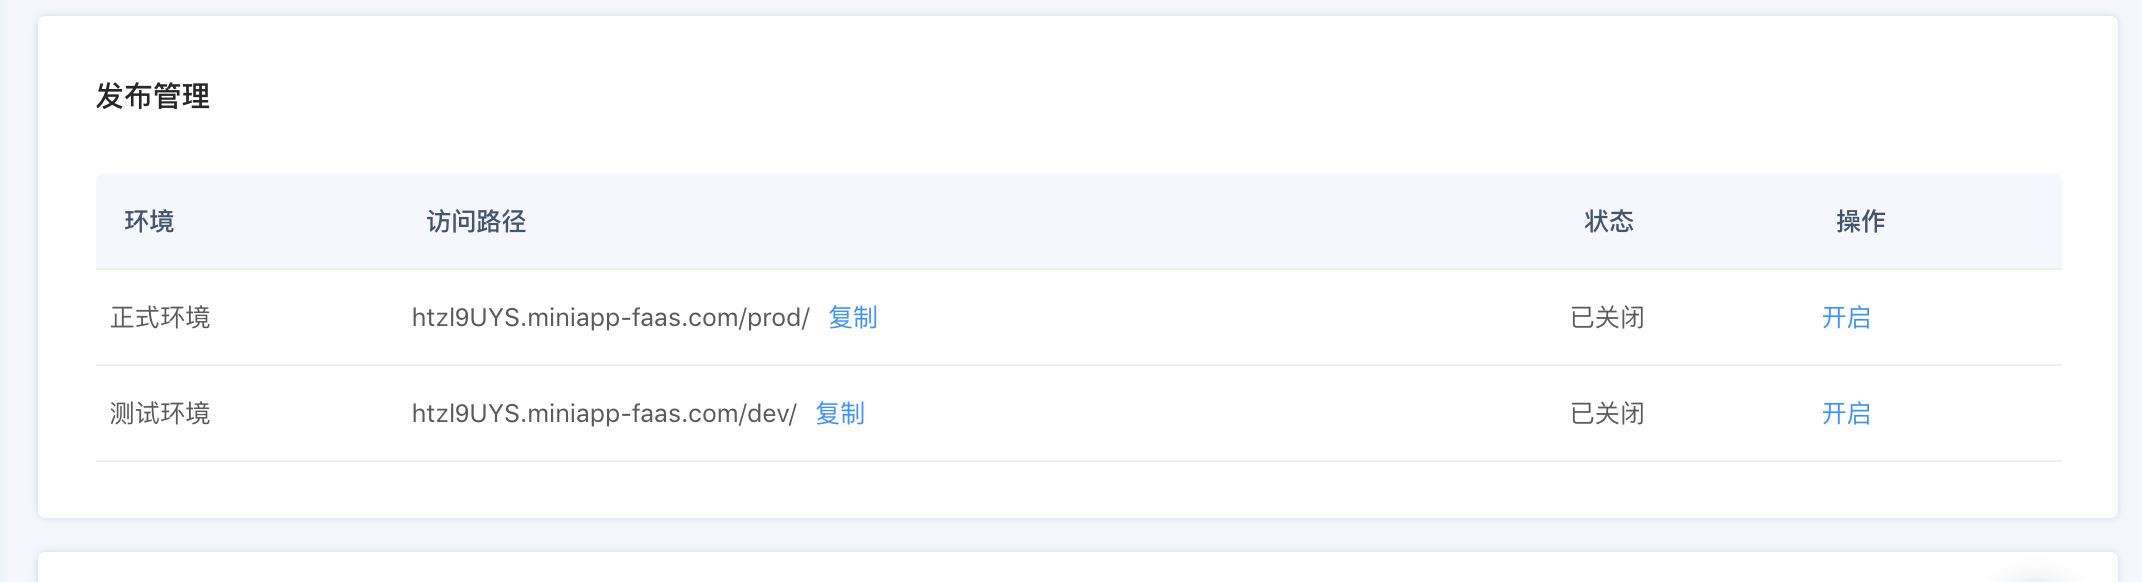 发布管理
环境 访问路径 状态 操作
正式环境 htzl9UYS.miniapp-faas.com/prod/ 复制 已关闭 开启
测试环境 htzl9UYS.miniapp-faas.com/dev/ 复制 已关闭 开启